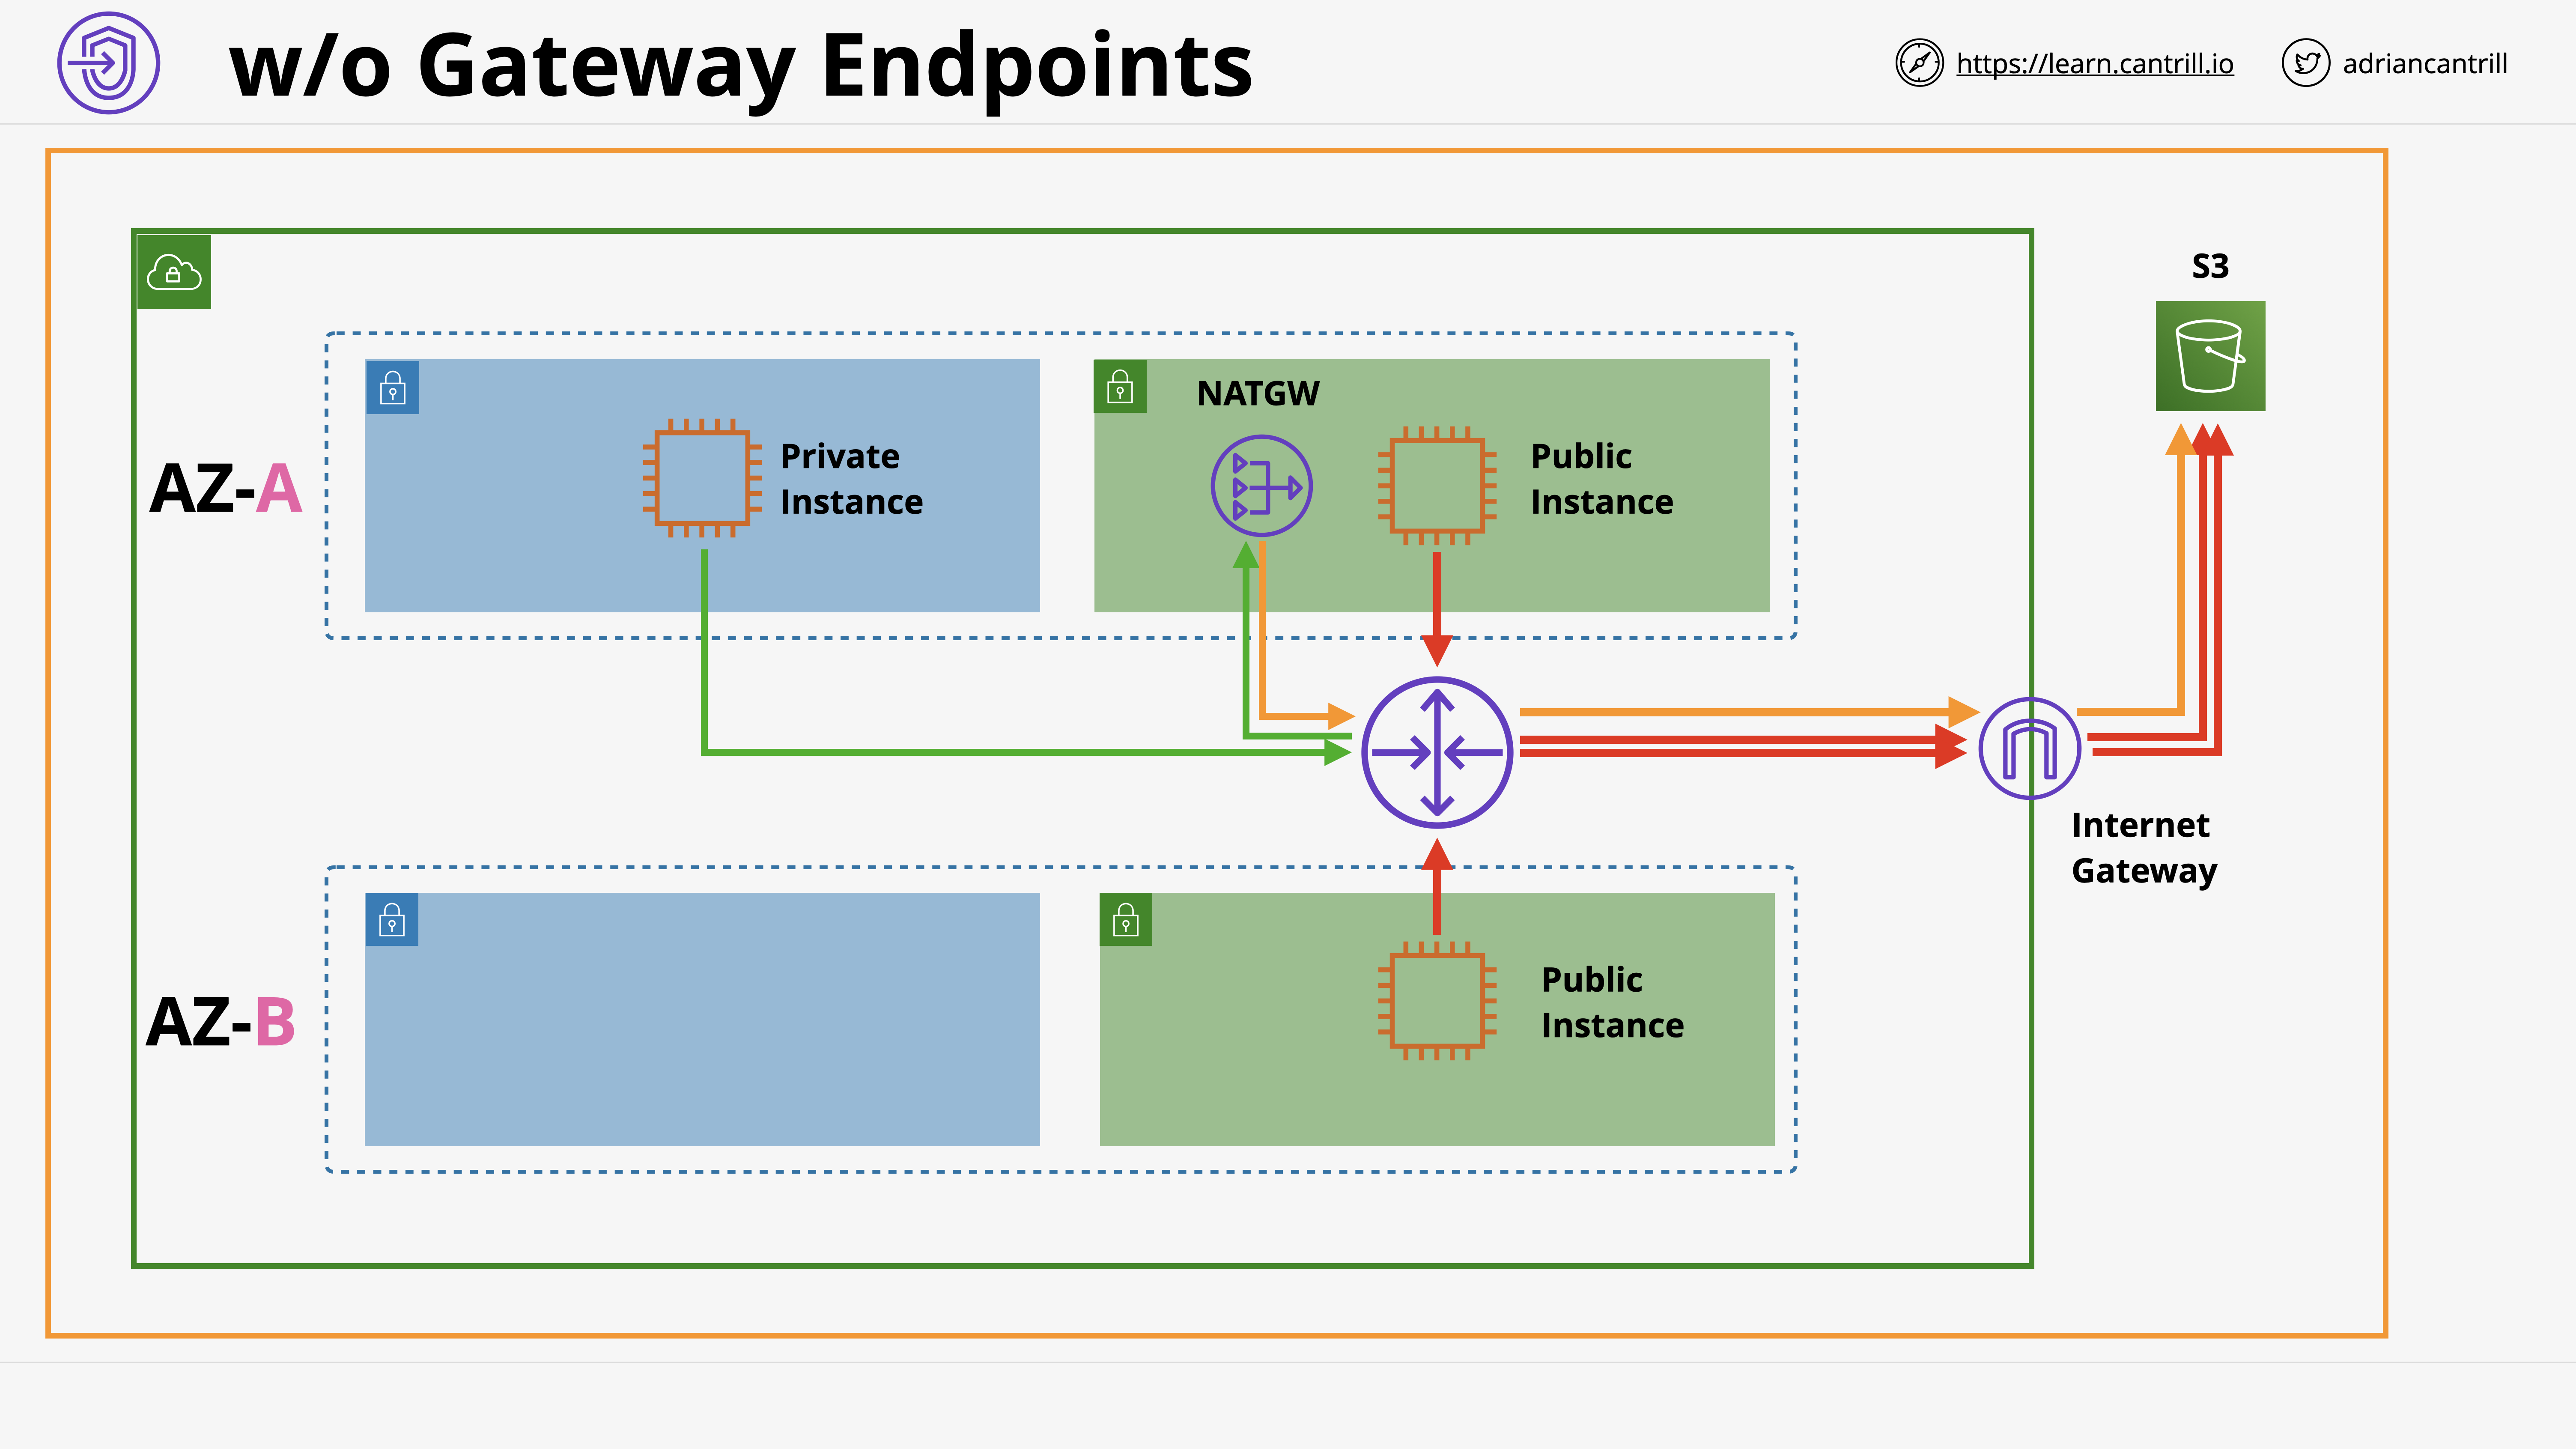 w/o Gateway Endpoints
https://learn.cantrill.io
adriancantrill
S3
NATGW
Private
Instance
Public
Instance
AZ-A
Internet
Gateway
Public
Instance
AZ-B